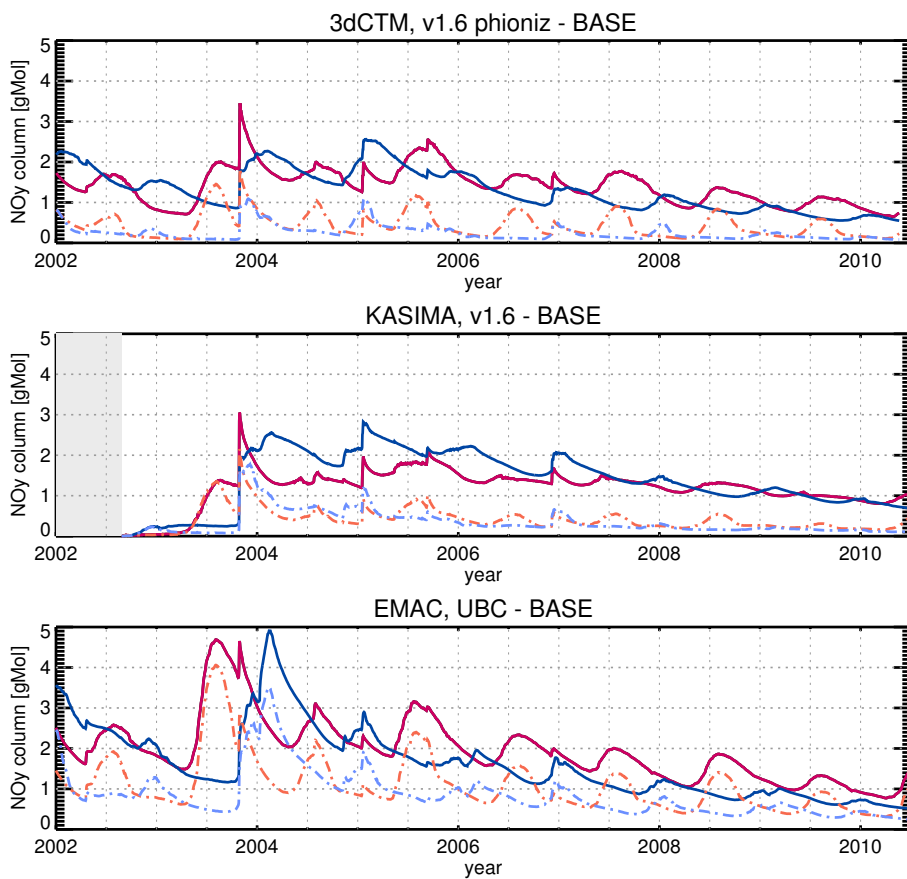 3dCTM, v1.6 phioniz - BASE
NOy column [gMol]
5
4
3
2
1
0
2002 2004 2006 2008 2010
year
KASIMA, v1.6 - BASE
NOy column [gMol]
5
4
3
2
1
0
2002 2004 2006 2008 2010
year
EMAC, UBC - BASE
NOy column [gMol]
5
4
3
2
1
0
2002 2004 2006 2008 2010
year